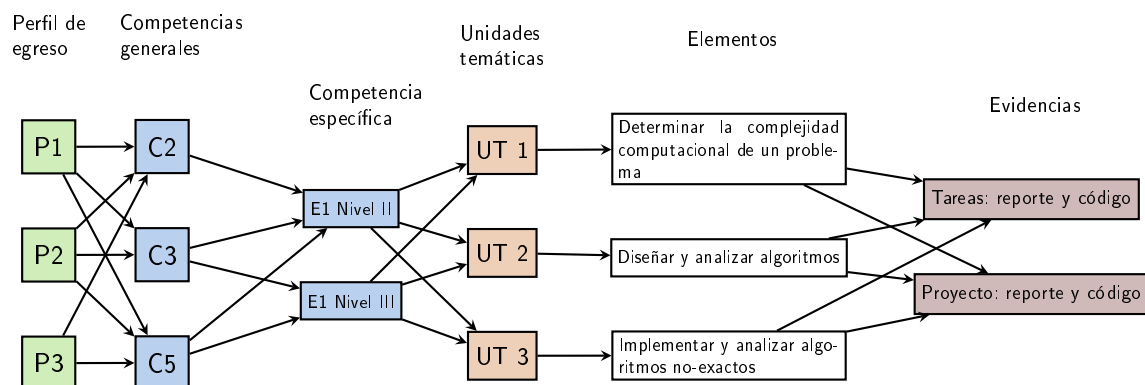 Perfil de
egreso
Competencias
generales
Competencia
específica
Unidades
temáticas
Elementos
Evidencias
P1
P2
P3
C2
C3
C5
E1 Nivel II
E1 Nivel III
UT 1
UT 2
UT 3
Determinar la complejidad
computacional de un proble-
ma
Diseñar y analizar algoritmos
Implementar y analizar algo-
ritmos no-exactos
Tareas: reporte y código
Proyecto: reporte y código